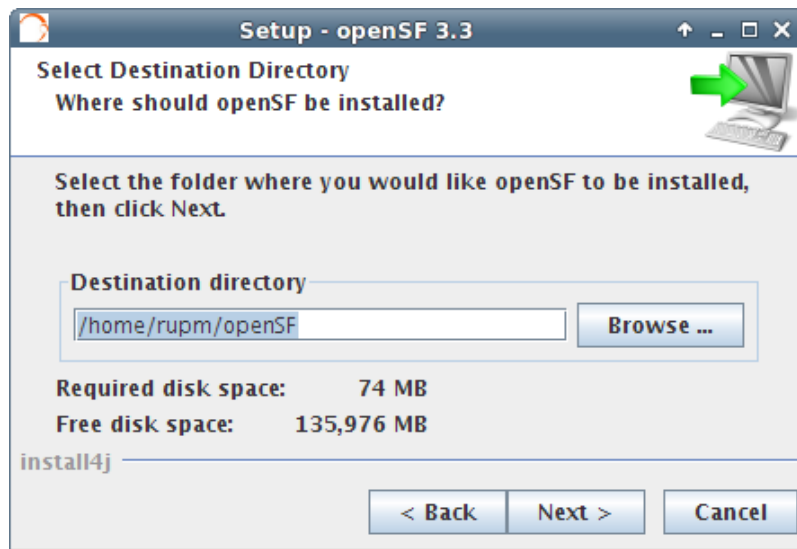 Setup - openSF 3.3
Select Destination Directory
Where should openSF be installed?
Select the folder where you would like openSF to be installed,
then click Next.
Destination directory
/home/rupm/openSF
Browse ...
Required disk space: 74 MB
Free disk space: 135,976 MB
install4j
< Back Next > Cancel